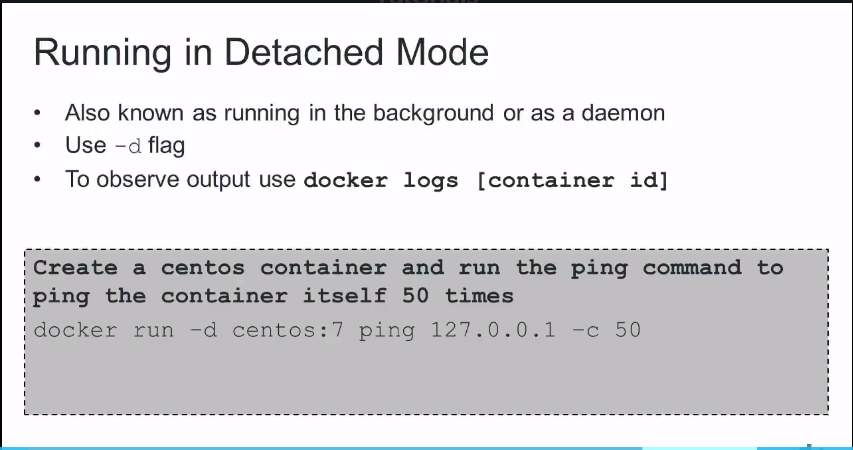 Running in Detached Mode
• Also known as running in the background or as a daemon
• Use –d flag
• To observe output use docker logs [container id]
Create a centos container and run the ping command to
ping the container itself 50 times
docker run –d centos:7 ping 127.0.0.1 –c 50